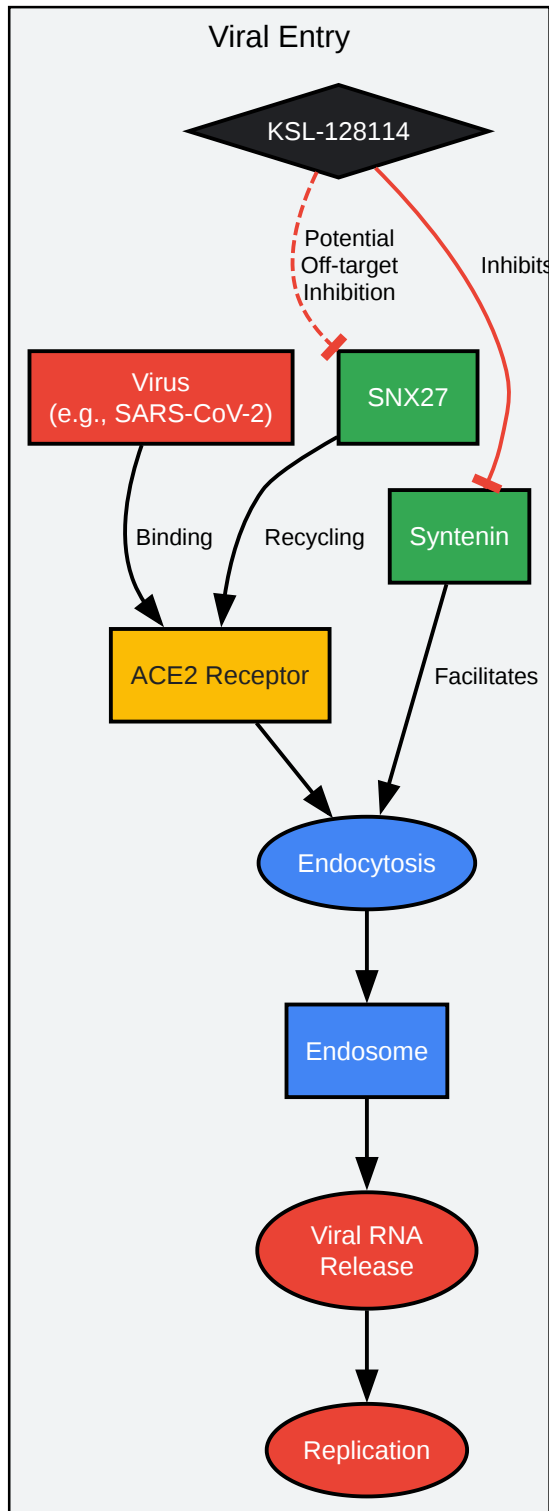 Viral Entry
KSL-128114
Potential
Off-target
Inhibition
Inhibits
Virus
(e.g., SARS-CoV-2)
SNX27
Binding
Recycling
Syntenin
ACE2 Receptor
Facilitates
Endocytosis
Endosome
Viral RNA
Release
Replication